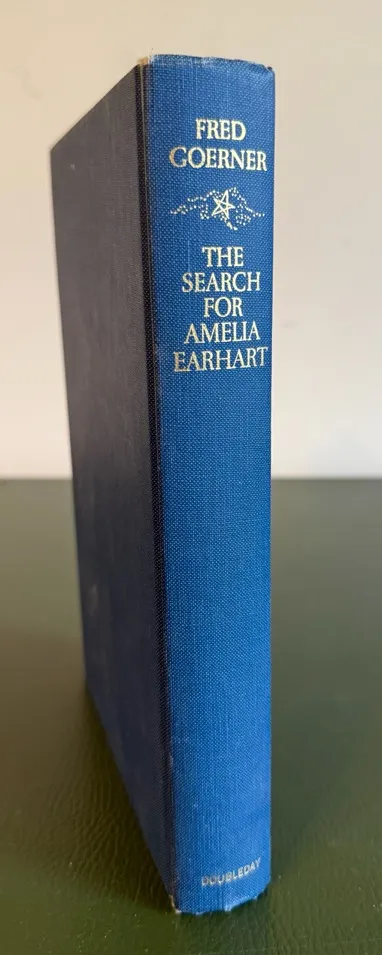 FRED
GOERNER
THE
SEARCH
FOR
AMELIA
EARHART
DOUBLEDAY